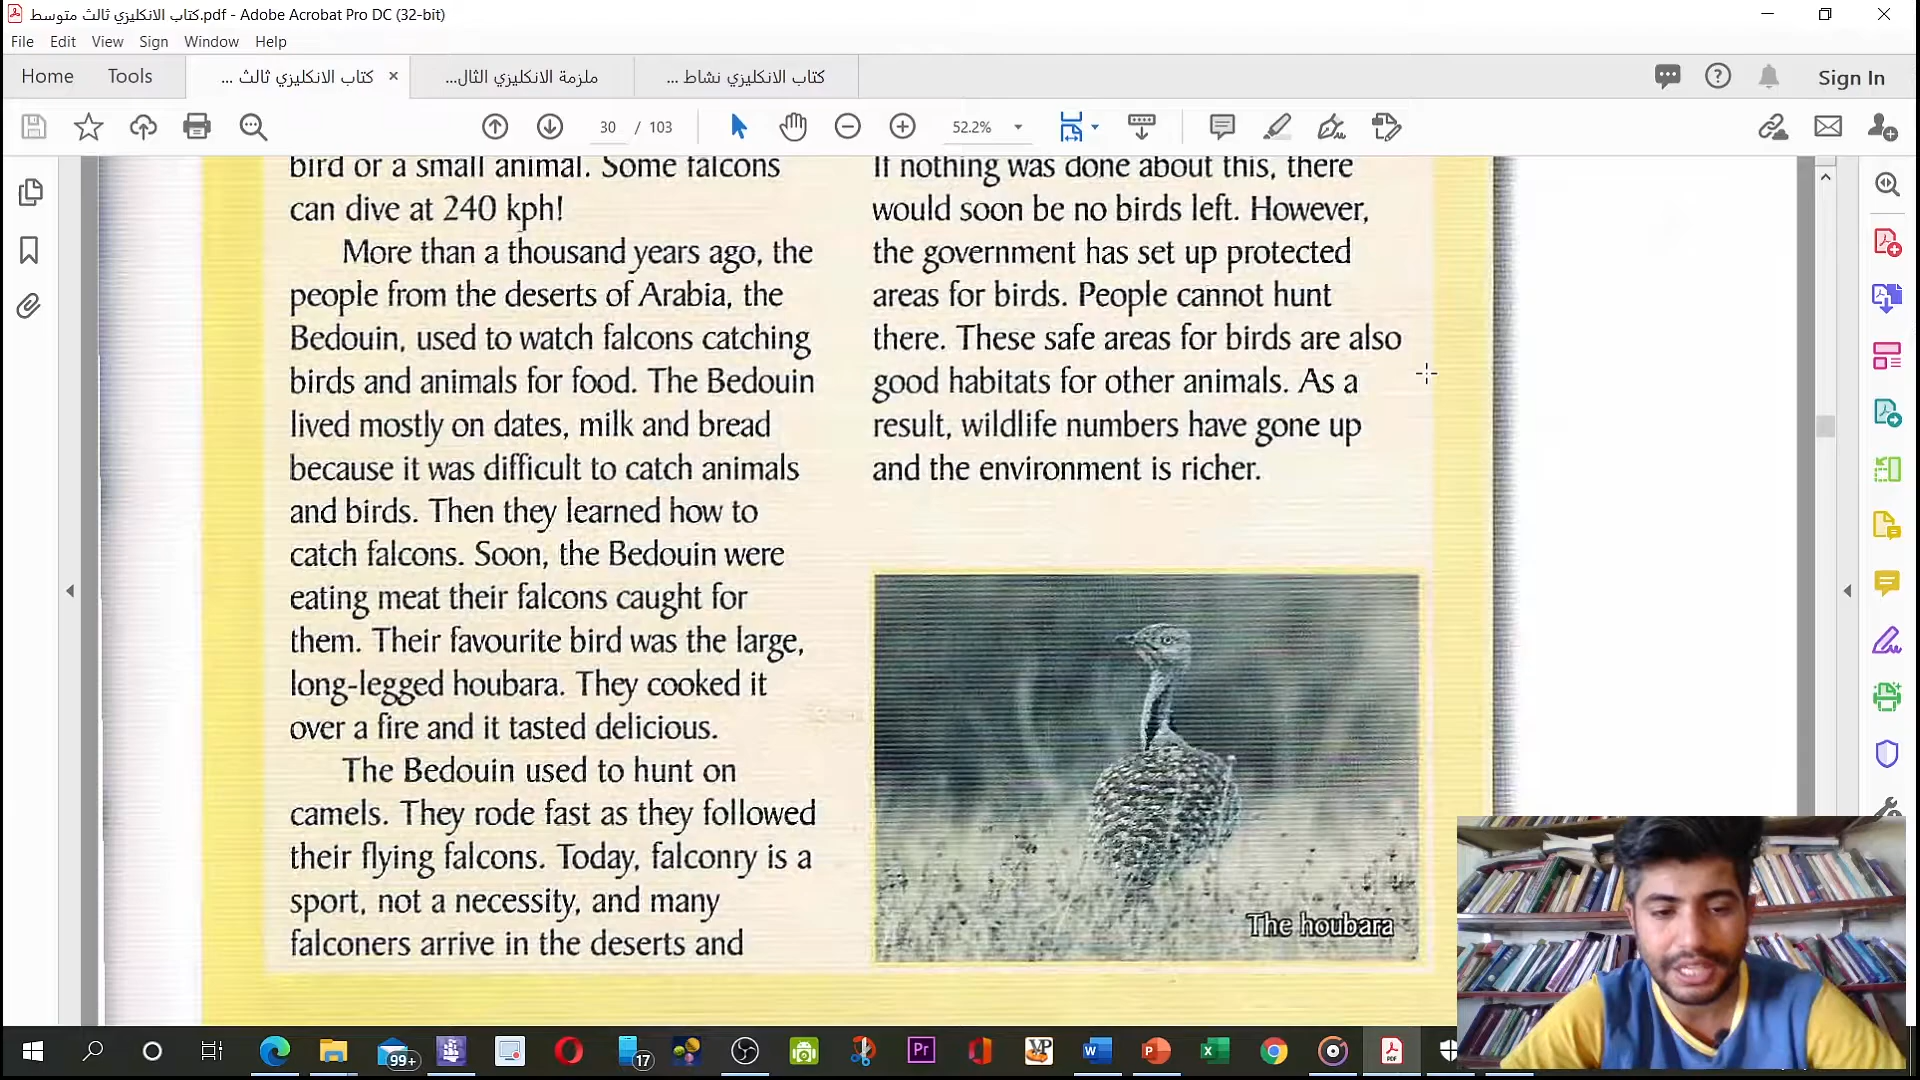 كتاب الانكليزي ثالث متوسط.pdf - Adobe Acrobat Pro DC (32-bit)
File Edit View Sign Window Help
Home Tools كتاب الانكليزي ثالث ... × ملزمة الانكليزي الثال... كتاب الانكليزي نشاط ... Sign In
30 / 103 52.2%
bird or a small animal. Some falcons
can dive at 240 kph!
More than a thousand years ago, the
people from the deserts of Arabia, the
Bedouin, used to watch falcons catching
birds and animals for food. The Bedouin
lived mostly on dates, milk and bread
because it was difficult to catch animals
and birds. Then they learned how to
catch falcons. Soon, the Bedouin were
eating meat their falcons caught for
them. Their favourite bird was the large,
long-legged houbara. They cooked it
over a fire and it tasted delicious.
The Bedouin used to hunt on
camels. They rode fast as they followed
their flying falcons. Today, falconry is a
sport, not a necessity, and many
falconers arrive in the deserts and
If nothing was done about this, there
would soon be no birds left. However,
the government has set up protected
areas for birds. People cannot hunt
there. These safe areas for birds are also
good habitats for other animals. As a
result, wildlife numbers have gone up
and the environment is richer.
The houbara
99+ 17 Pr VP W P X PDF